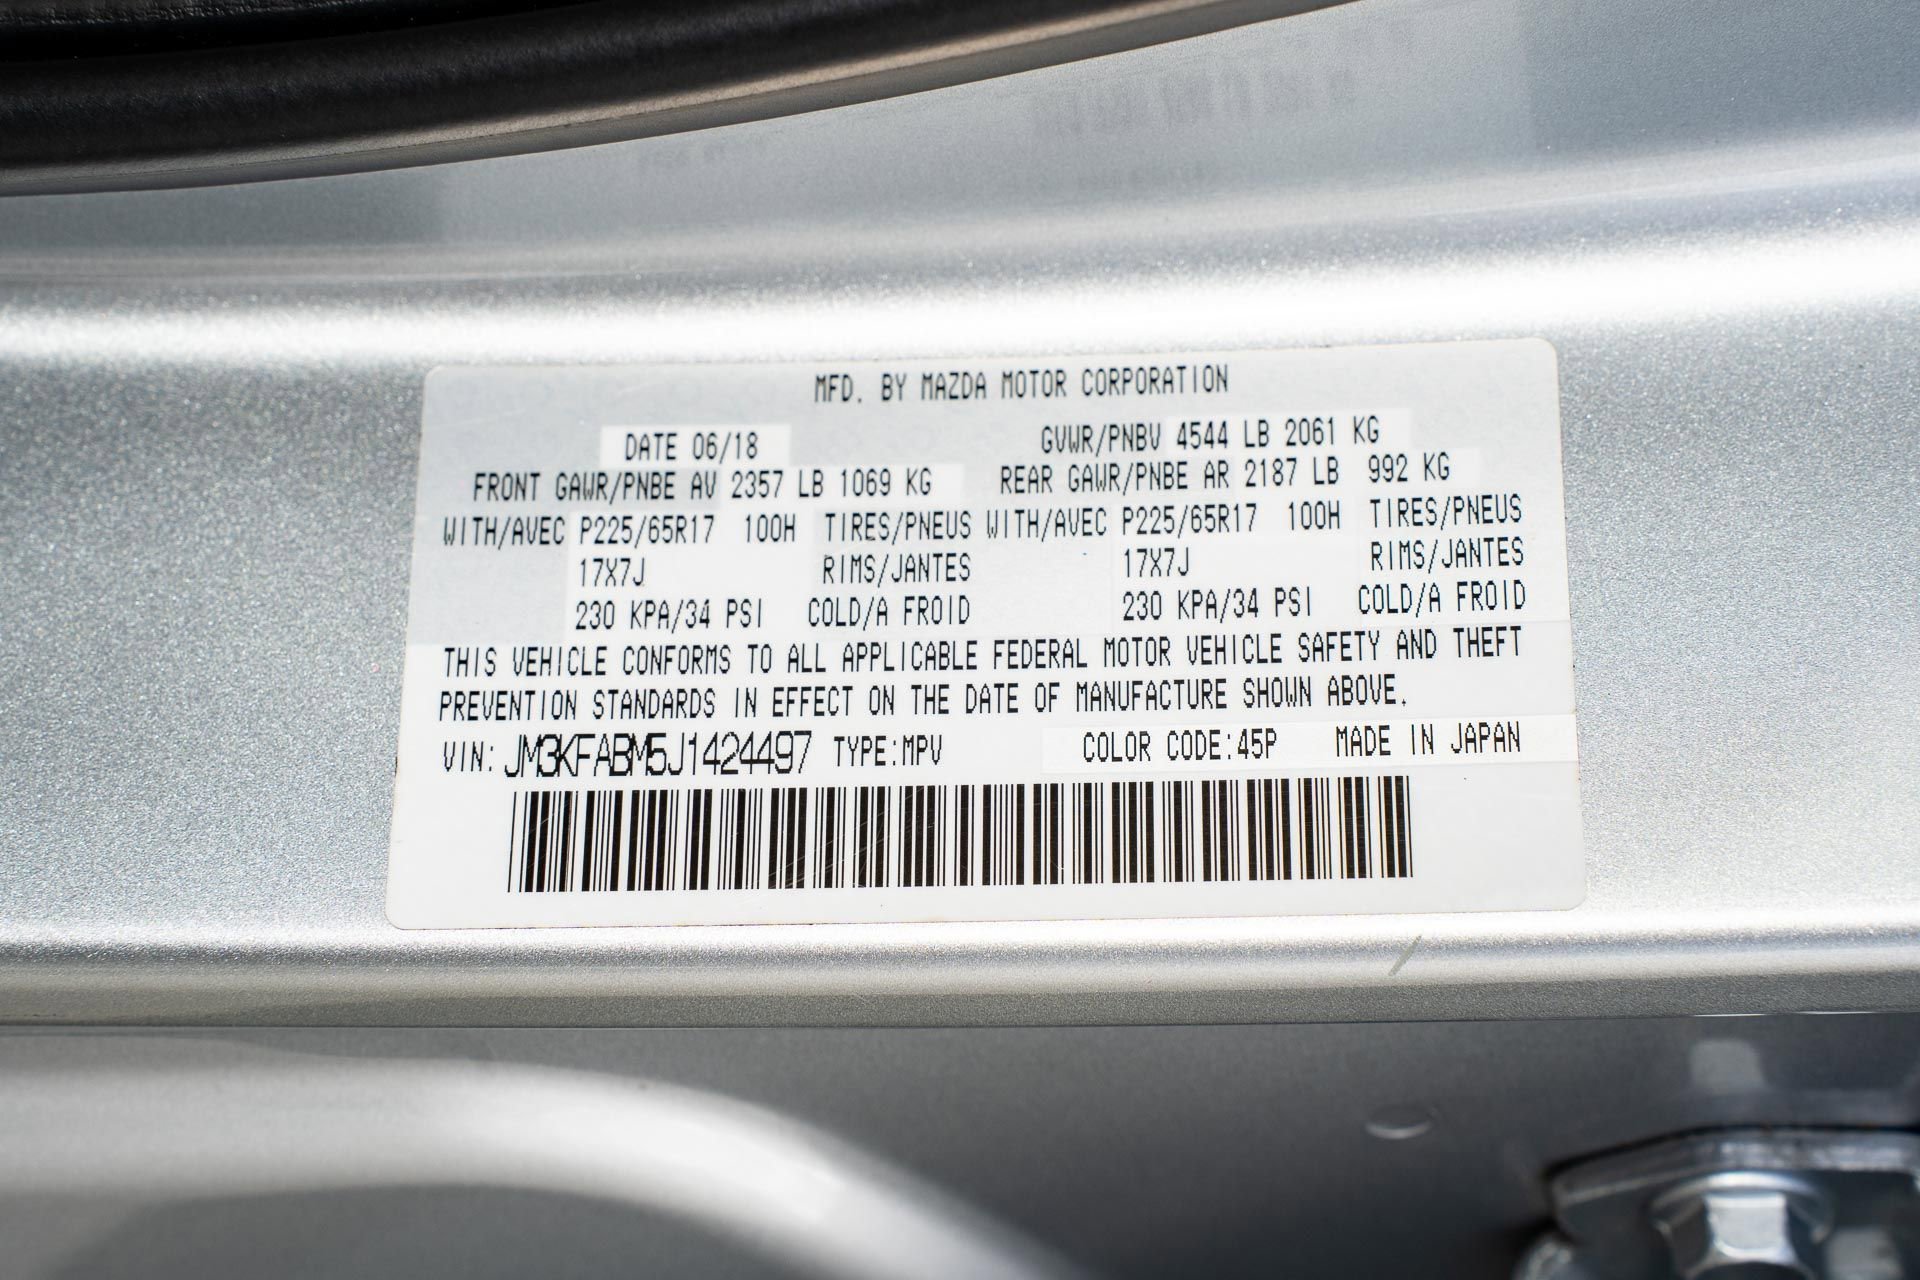 MFD. BY MAZDA MOTOR CORPORATION
DATE 06/18 GVWR/PNBV 4544 LB 2061 KG
FRONT GAWR/PNBE AV 2357 LB 1069 KG REAR GAWR/PNBE AR 2187 LB 992 KG
WITH/AVEC P225/65R17 100H TIRES/PNEUS WITH/AVEC P225/65R17 100H TIRES/PNEUS
17X7J RIMS/JANTES 17X7J RIMS/JANTES
230 KPA/34 PSI COLD/A FROID 230 KPA/34 PSI COLD/A FROID
THIS VEHICLE CONFORMS TO ALL APPLICABLE FEDERAL MOTOR VEHICLE SAFETY AND THEFT
PREVENTION STANDARDS IN EFFECT ON THE DATE OF MANUFACTURE SHOWN ABOVE.
VIN: JM3KFABM5J1424497 TYPE:MPV COLOR CODE:45P MADE IN JAPAN